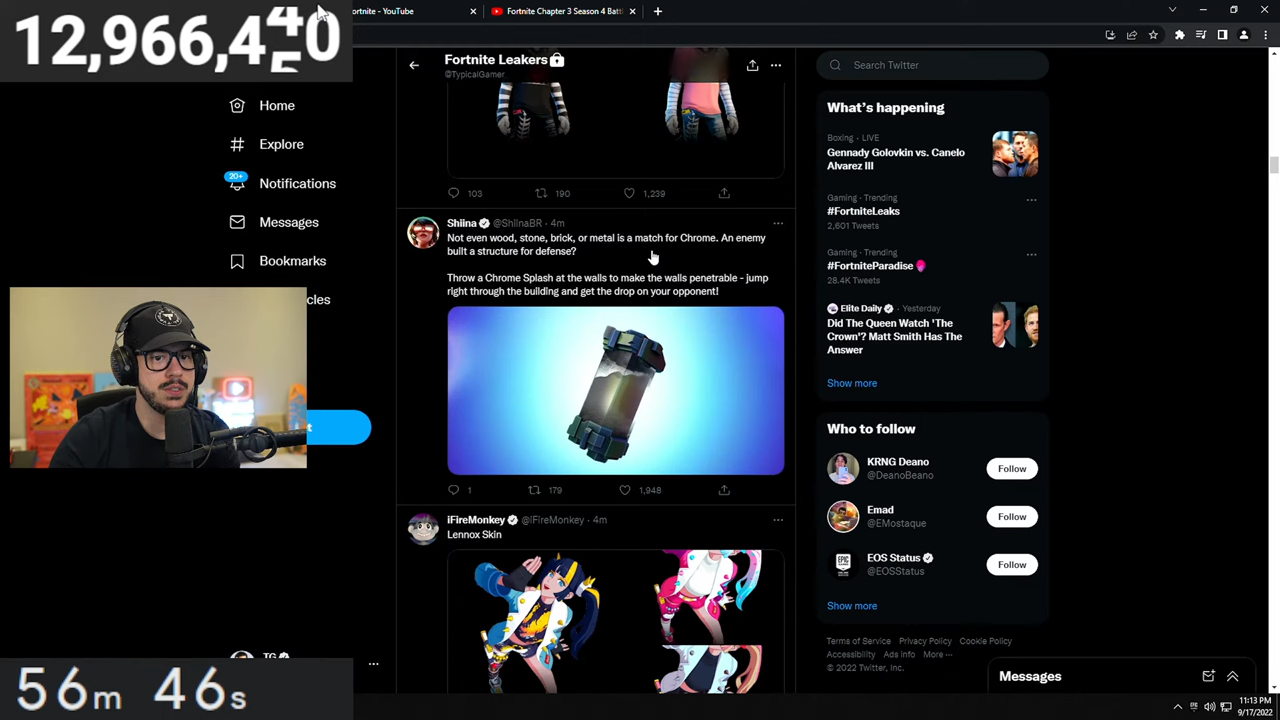 12,966,4
0
ortnite - YouTube
Fortnite Chapter 3 Season 4 Batt
Home
Explore
20+
Notifications
Messages
Bookmarks
cles
t
TG
56m 46s
Fortnite Leakers
@TypicalGamer
103
190
1,239
Shiina @ShiinaBR · 4m
Not even wood, stone, brick, or metal is a match for Chrome. An enemy
built a structure for defense?
Throw a Chrome Splash at the walls to make the walls penetrable - jump
right through the building and get the drop on your opponent!
1
179
1,948
iFireMonkey @iFireMonkey · 4m
Lennox Skin
Search Twitter
What's happening
Boxing · LIVE
Gennady Golovkin vs. Canelo
Alvarez III
Gaming · Trending
#FortniteLeaks
2,601 Tweets
Gaming · Trending
#FortniteParadise
28.4K Tweets
Elite Daily · Yesterday
Did The Queen Watch 'The
Crown'? Matt Smith Has The
Answer
Show more
Who to follow
KRNG Deano
@DeanoBeano
Follow
Emad
@EMostaque
Follow
EOS Status
@EOSStatus
Follow
Show more
Terms of Service Privacy Policy Cookie Policy
Accessibility Ads info More ···
© 2022 Twitter, Inc.
Messages
11:13 PM
9/17/2022